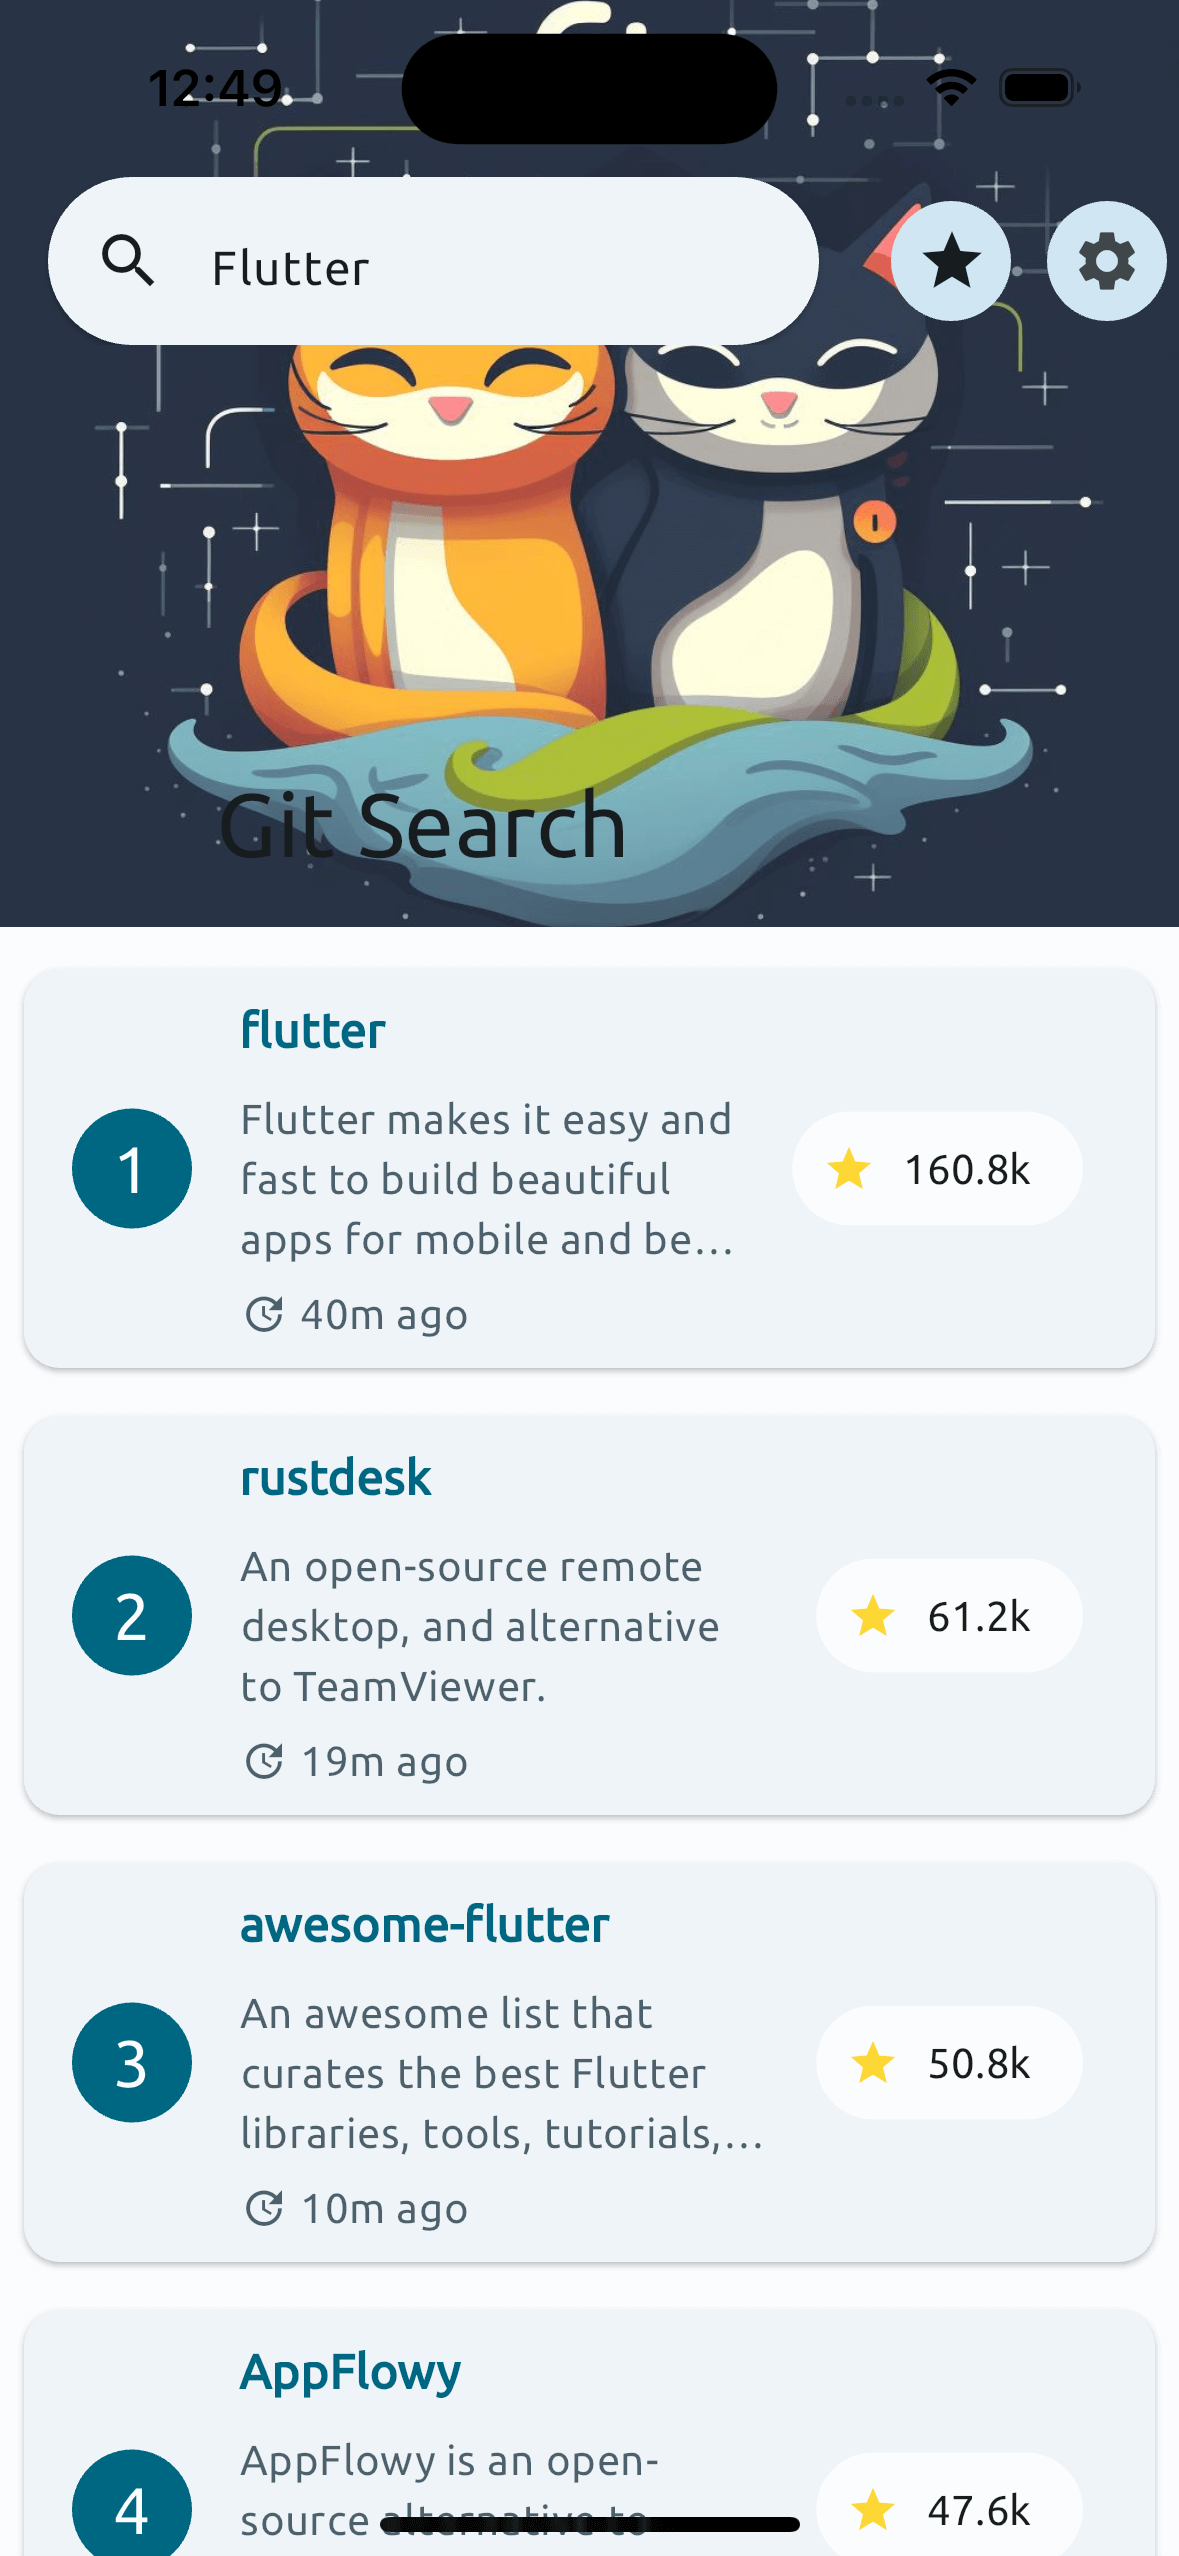 12:49
Flutter
Git Search
flutter
1
Flutter makes it easy and
fast to build beautiful
apps for mobile and be...
160.8k
40m ago
rustdesk
2
An open-source remote
desktop, and alternative
to TeamViewer.
61.2k
19m ago
awesome-flutter
3
An awesome list that
curates the best Flutter
libraries, tools, tutorials,...
50.8k
10m ago
AppFlowy
4
AppFlowy is an open-
source alternative to
47.6k